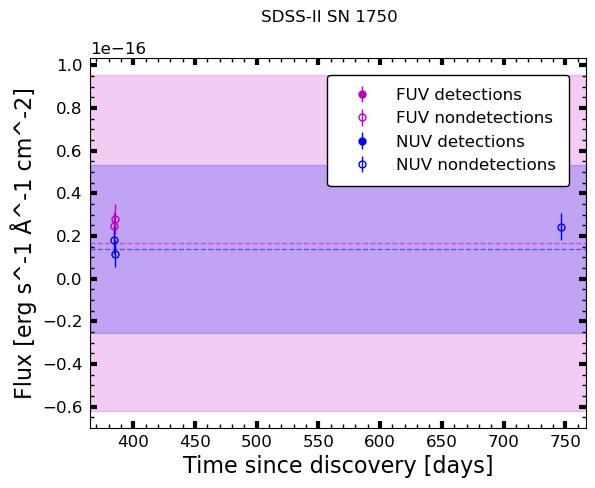 SDSS-II SN 1750
1e−16
1.0
0.8
0.6
0.4
0.2
0.0
−0.2
−0.4
−0.6
Flux [erg s^-1 Å^-1 cm^-2]
FUV detections
FUV nondetections
NUV detections
NUV nondetections
400 450 500 550 600 650 700 750
Time since discovery [days]